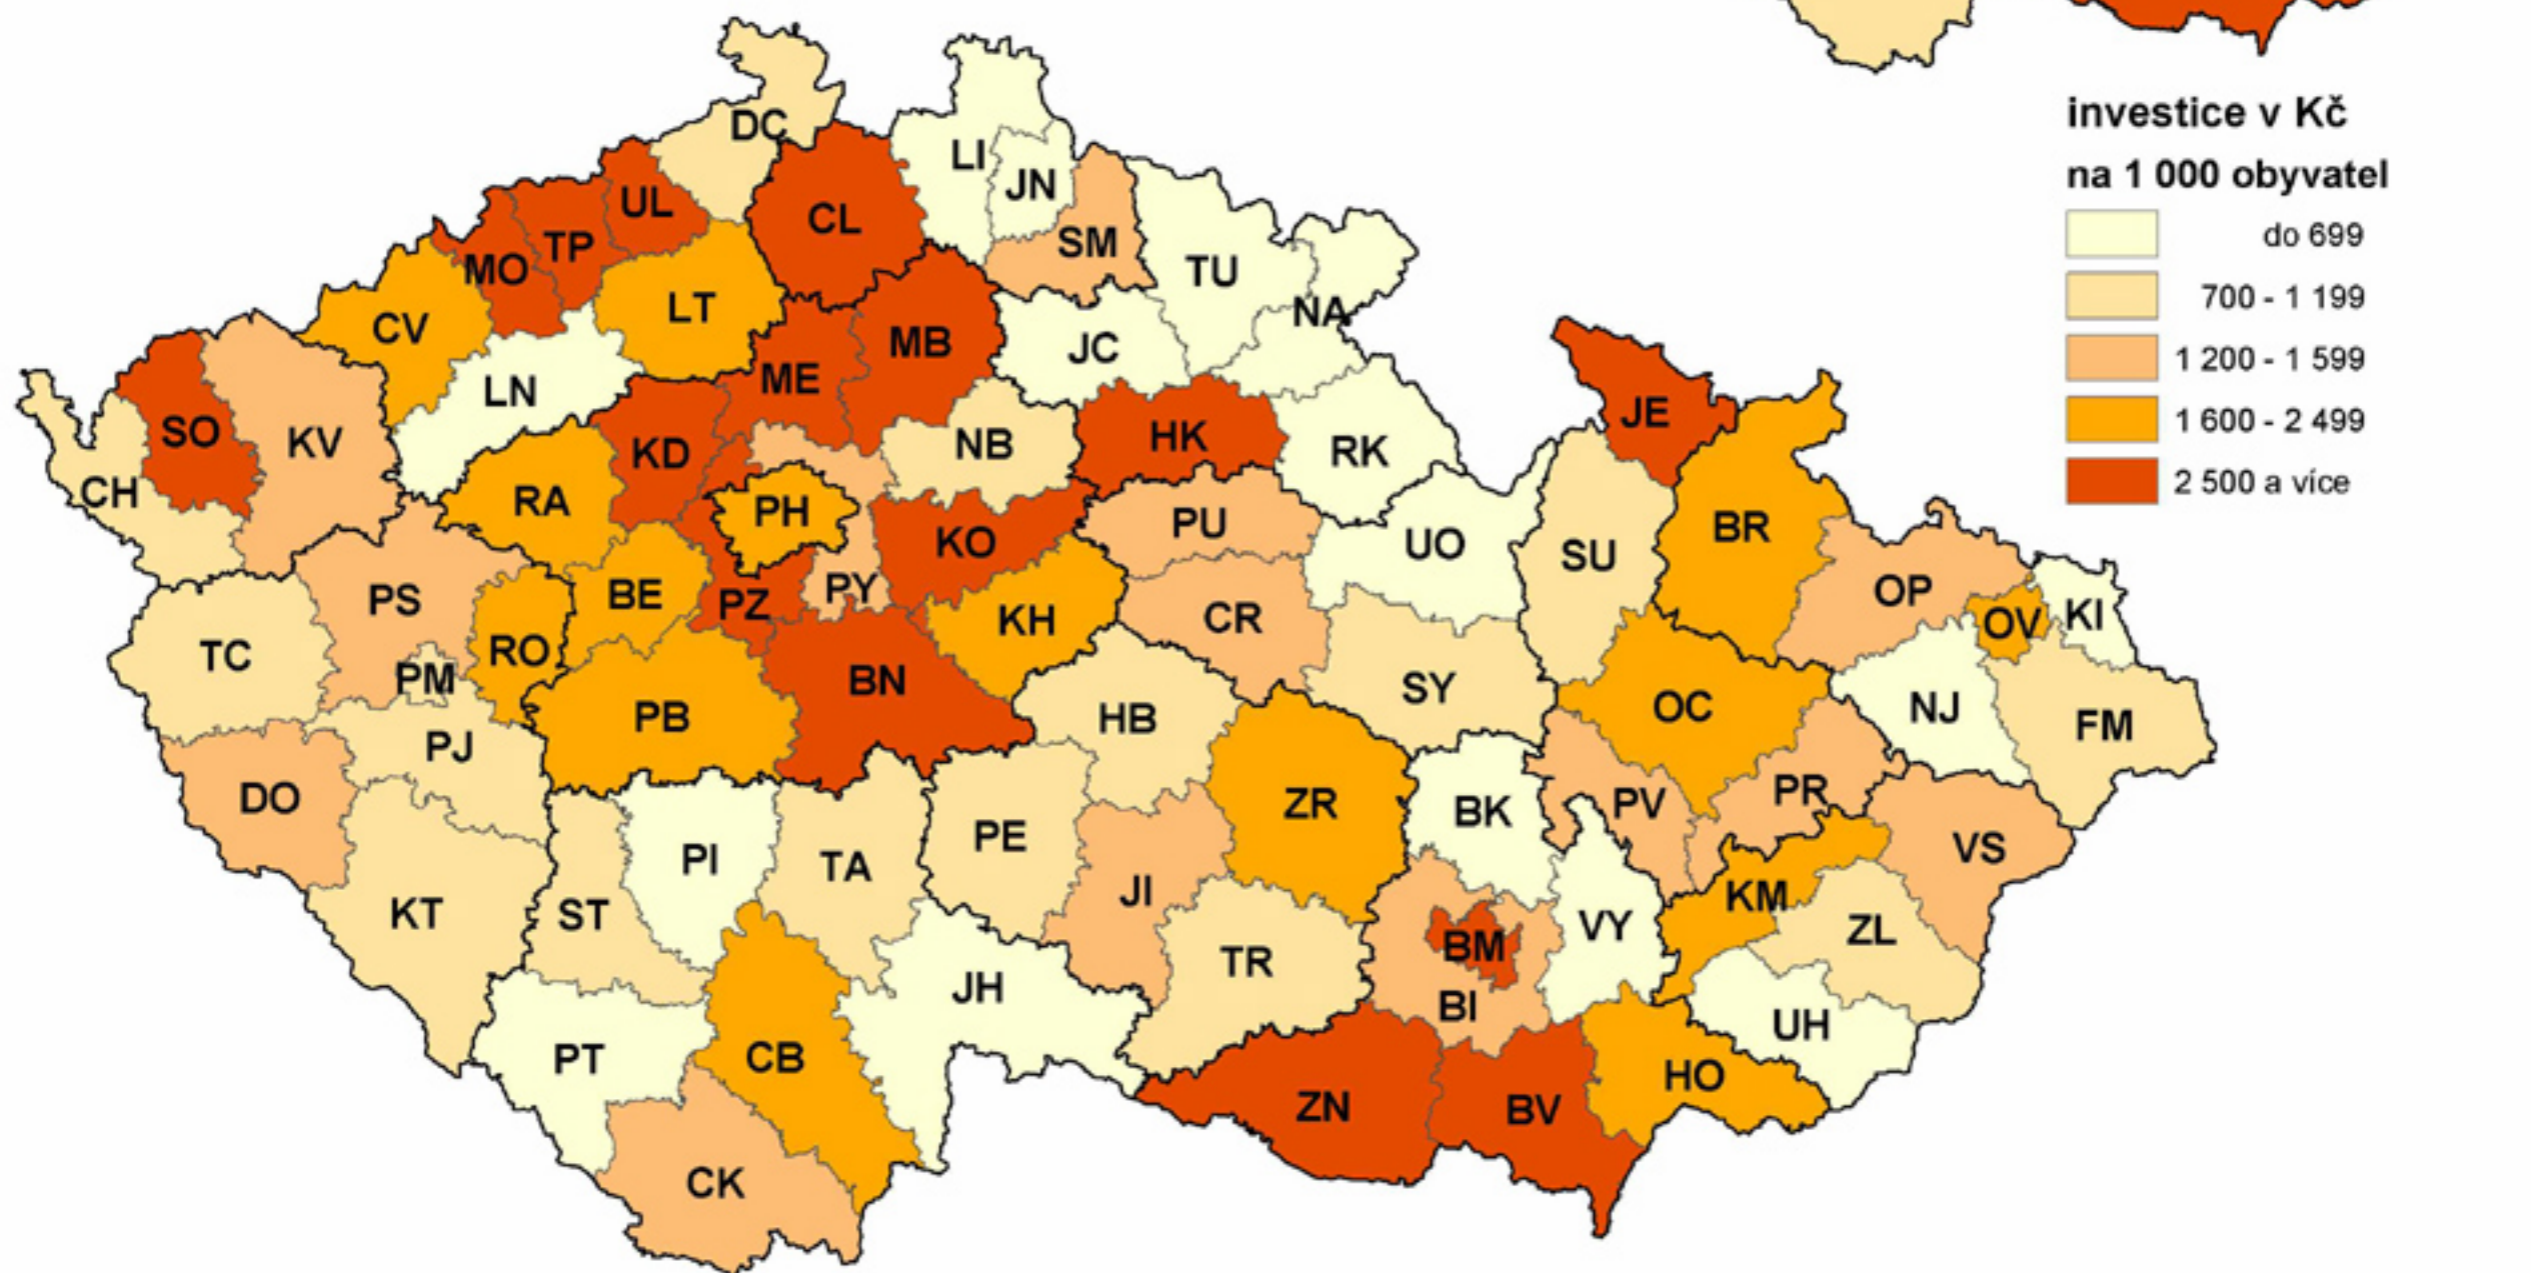 DC
investice v Kč
na 1 000 obyvatel
do 699
700 - 1 199
1 200 - 1 599
1 600 - 2 499
2 500 a více
LI
JN
UL
CL
TP
SM
MO
TU
LT
NA
CV
MB
JC
ME
LN
JE
SO
KV
HK
NB
KD
RK
CH
RA
PH
PU
BR
KO
UO
SU
PS
BE
PY
PZ
KH
CR
OP
OV
KI
TC
RO
PM
BN
SY
PB
HB
OC
NJ
FM
PJ
DO
ZR
BK
PV
PR
PE
VS
PI
TA
JI
KT
ST
KM
VY
ZL
BM
TR
JH
BI
UH
PT
CB
HO
ZN
BV
CK